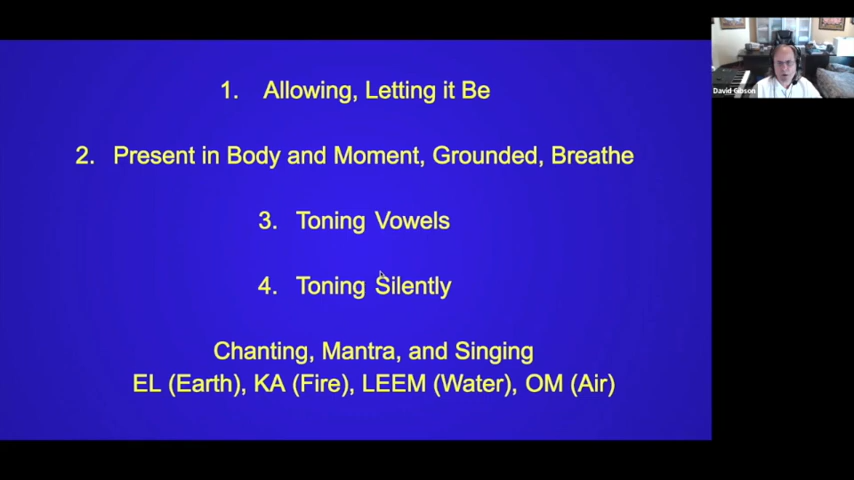 1. Allowing, Letting it Be
2. Present in Body and Moment, Grounded, Breathe
3. Toning Vowels
4. Toning Silently
Chanting, Mantra, and Singing
EL (Earth), KA (Fire), LEEM (Water), OM (Air)
David Gibson